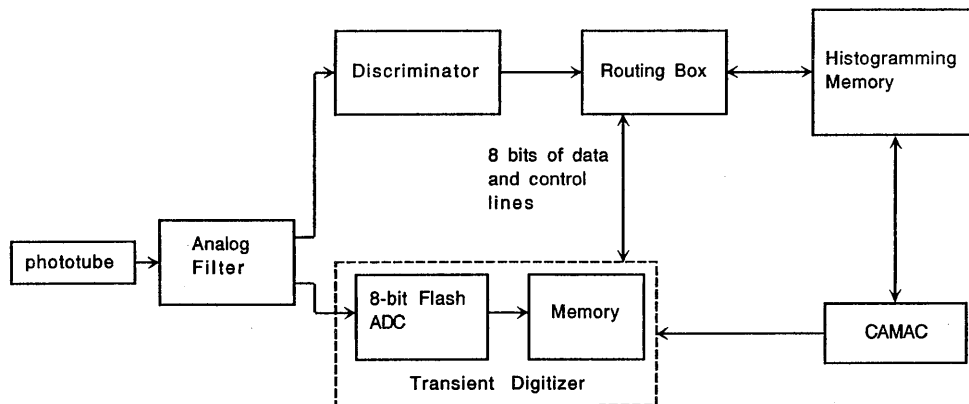 Discriminator
Routing Box
Histogramming
Memory
8 bits of data
and control
lines
phototube
Analog
Filter
8-bit Flash
ADC
Memory
Transient Digitizer
CAMAC